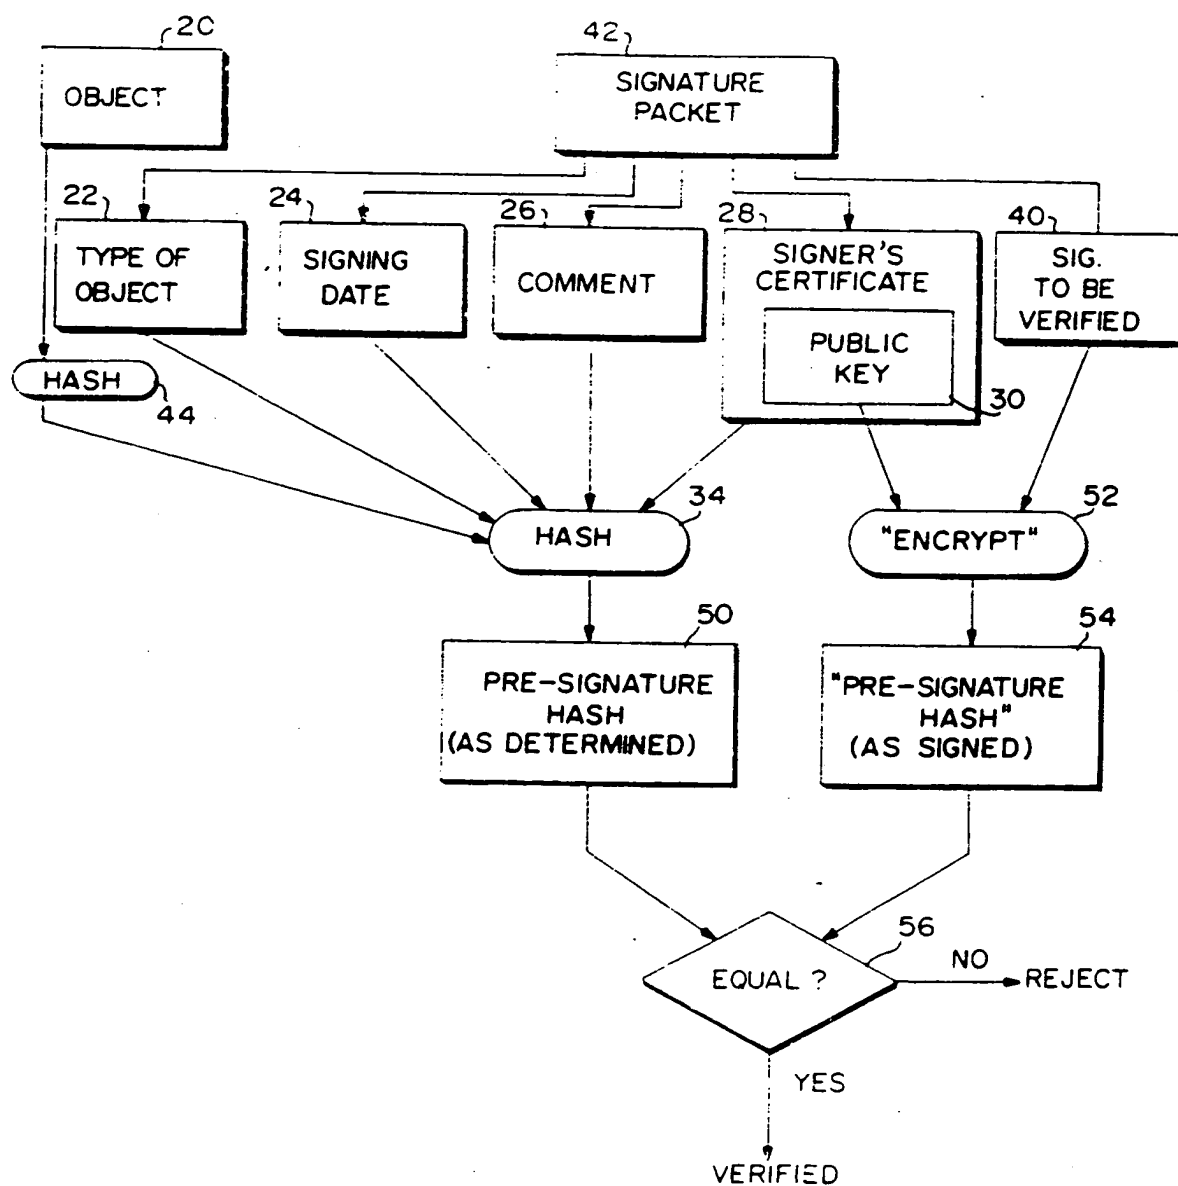 20
OBJECT
42
SIGNATURE
PACKET
22
TYPE OF
OBJECT
24
SIGNING
DATE
26
COMMENT
28
SIGNER'S
CERTIFICATE
PUBLIC
KEY
30
40
SIG.
TO BE
VERIFIED
HASH
44
HASH
34
"ENCRYPT"
52
50
PRE-SIGNATURE
HASH
(AS DETERMINED)
54
"PRE-SIGNATURE
HASH"
(AS SIGNED)
EQUAL ?
56
NO
REJECT
YES
VERIFIED